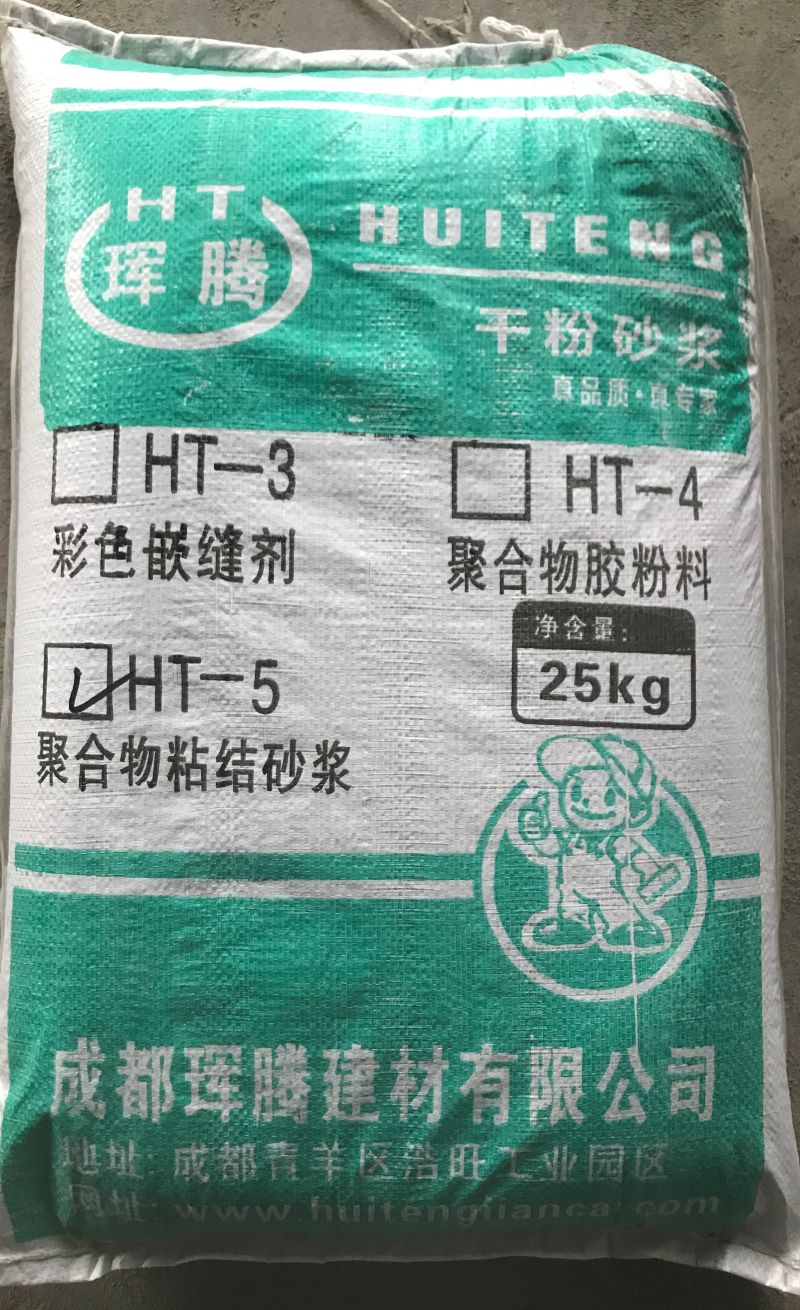 HT
珲腾
HUITENG
干粉砂浆
真品质·真专家
HT-3
彩色嵌缝剂
HT-4
聚合物胶粉料
净含量:
25kg
HT-5
聚合物粘结砂浆
成都珲腾建材有限公司
地址:成都青羊区浩旺工业园区
网址: